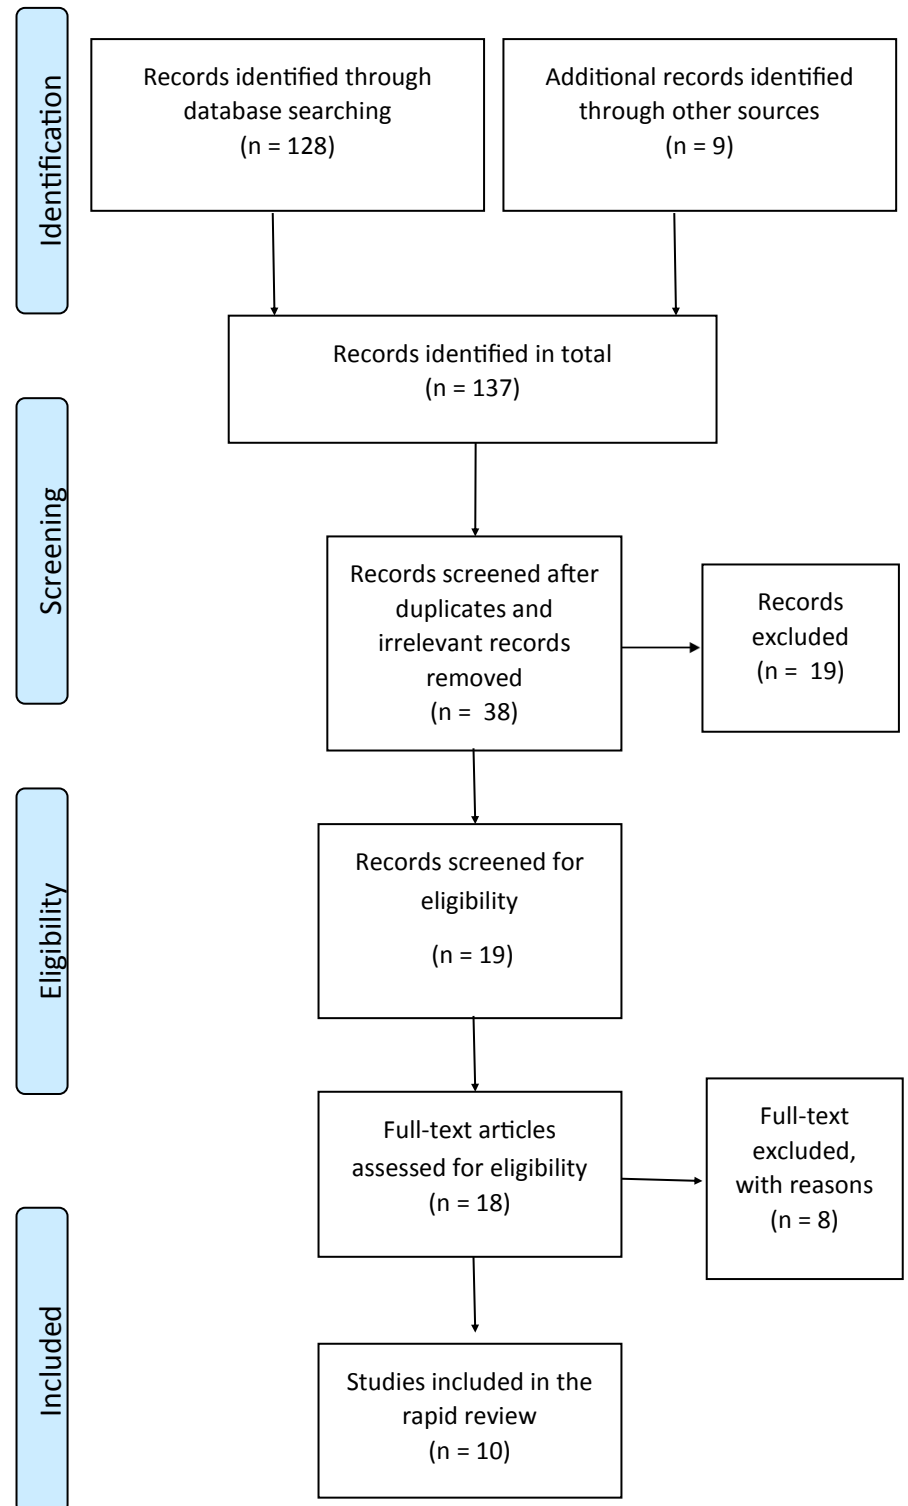 Identification
Records identified through
database searching
(n = 128)
Additional records identified
through other sources
(n = 9)
Records identified in total
(n = 137)
Screening
Records screened after
duplicates and
irrelevant records
removed
(n =  38)
Records
excluded
(n =  19)
Eligibility
Records screened for
eligibility
(n = 19)
Full-text articles
assessed for eligibility
(n = 18)
Full-text
excluded,
with reasons
(n = 8)
Included
Studies included in the
rapid review
(n = 10)